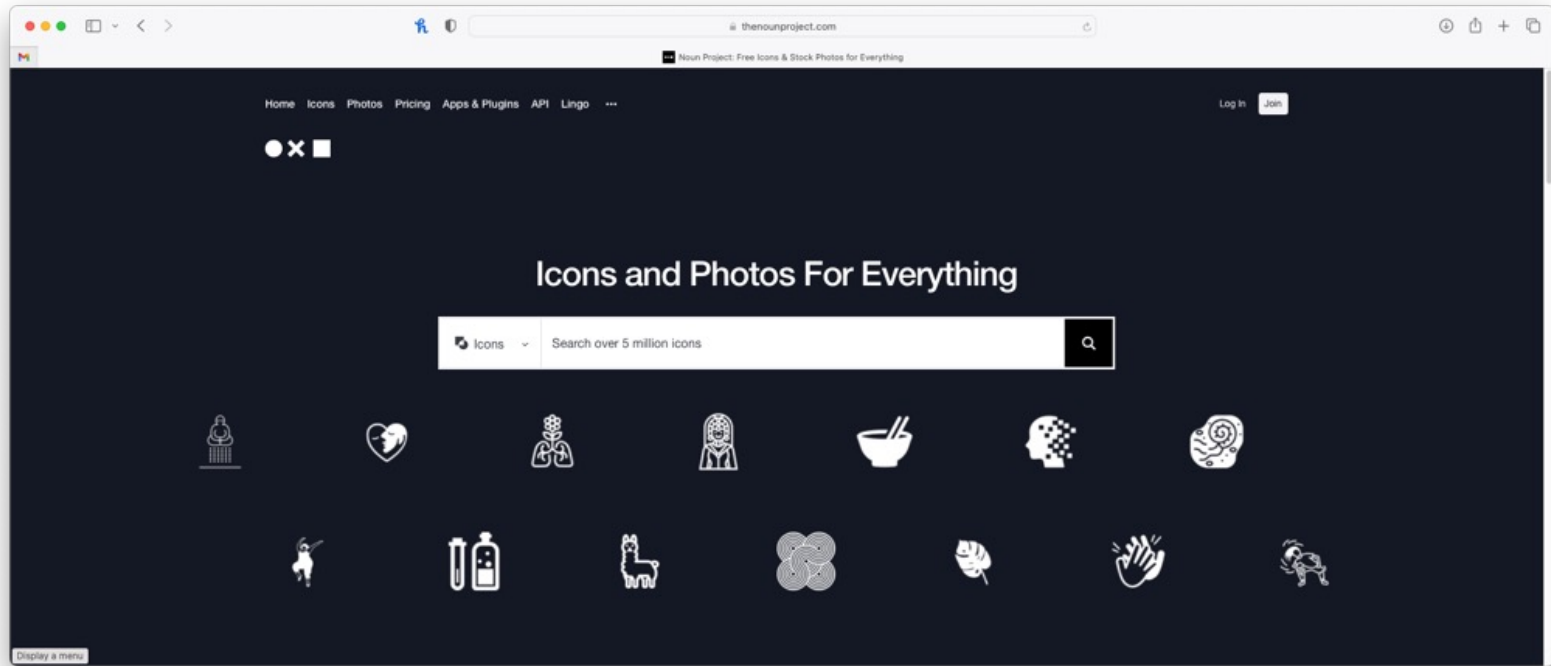 thenounproject.com
Noun Project: Free Icons & Stock Photos for Everything
Home Icons Photos Pricing Apps & Plugins API Lingo •••
Log In Join
Icons and Photos For Everything
Icons Search over 5 million icons
Display a menu